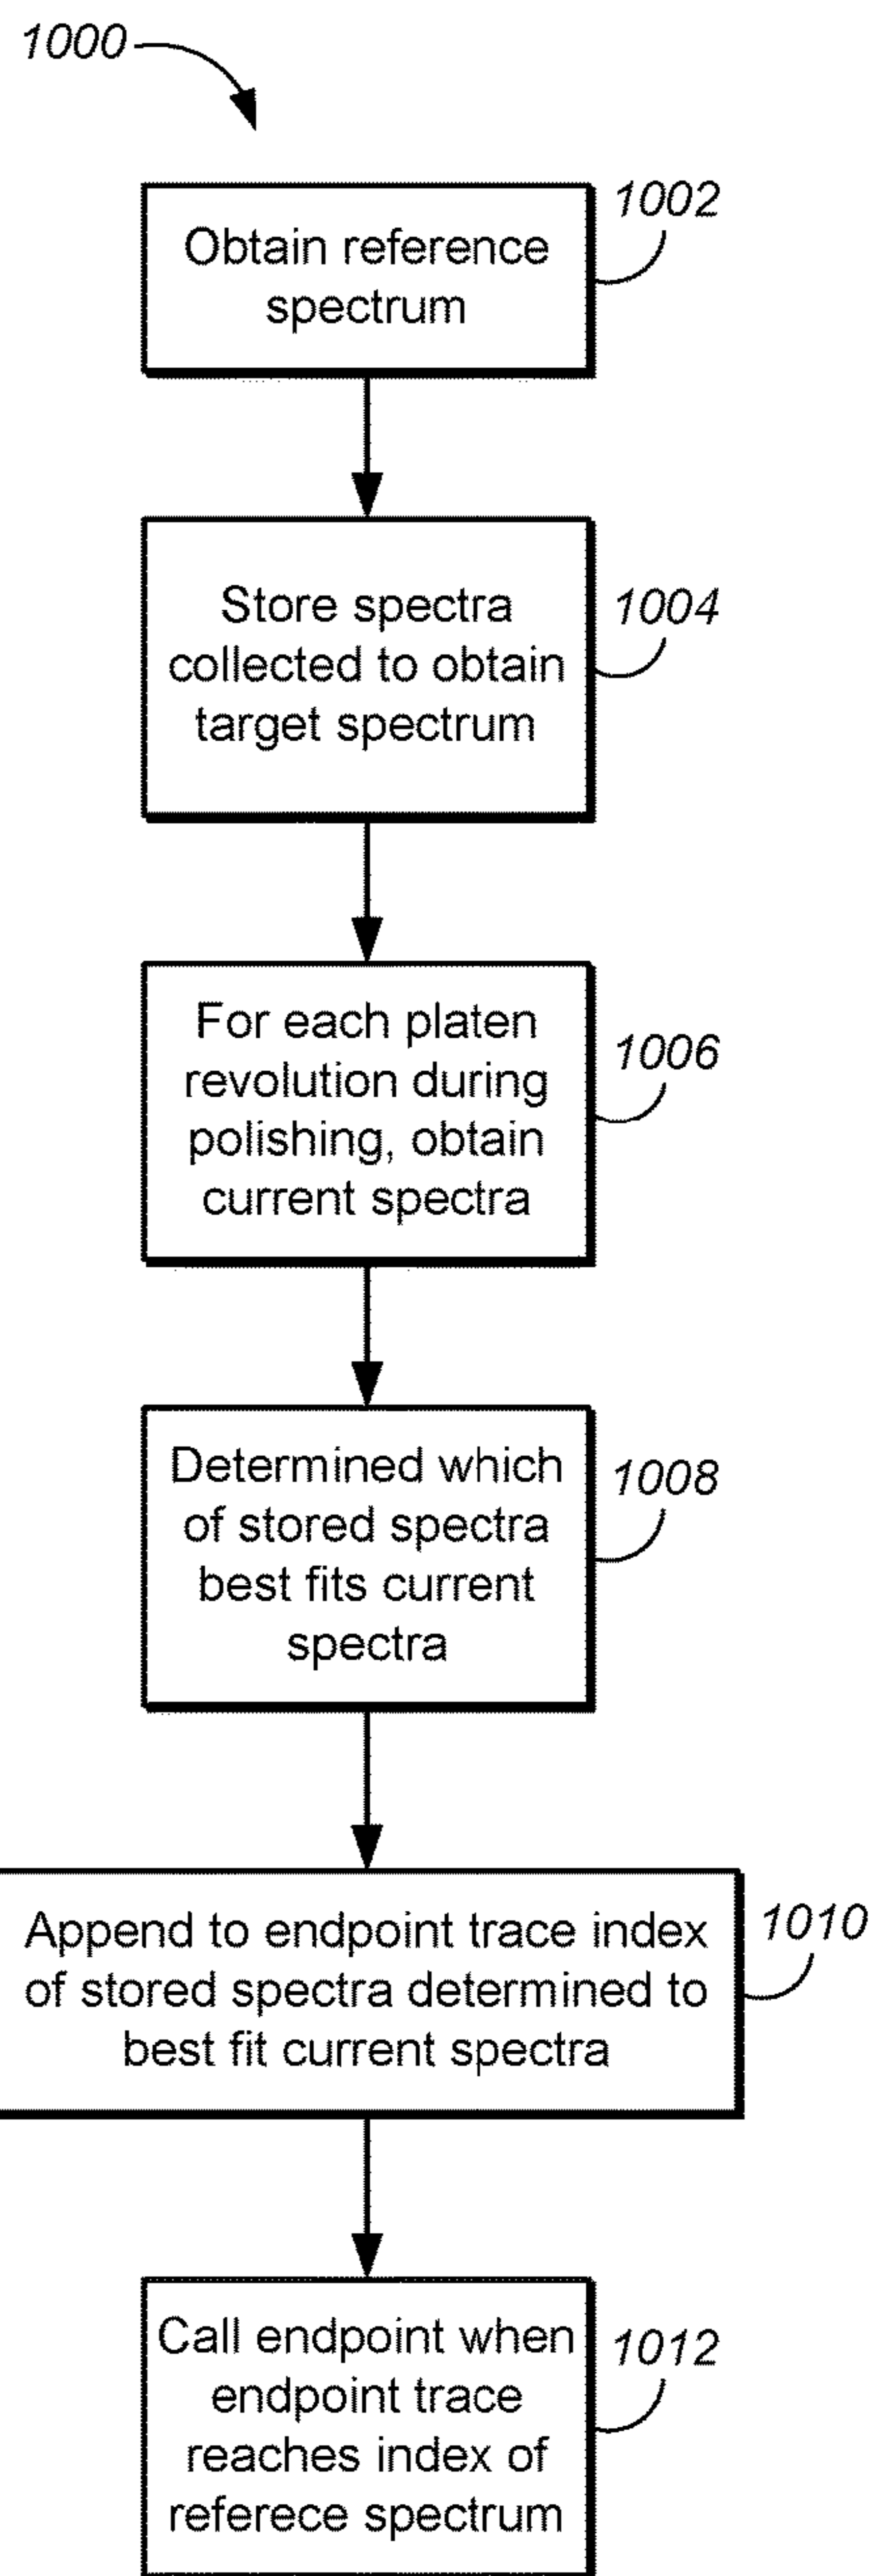 1000
1002
Obtain reference
spectrum
1004
Store spectra
collected to obtain
target spectrum
1006
For each platen
revolution during
polishing, obtain
current spectra
1008
Determined which
of stored spectra
best fits current
spectra
1010
Append to endpoint trace index
of stored spectra determined to
best fit current spectra
1012
Call endpoint when
endpoint trace
reaches index of
referece spectrum